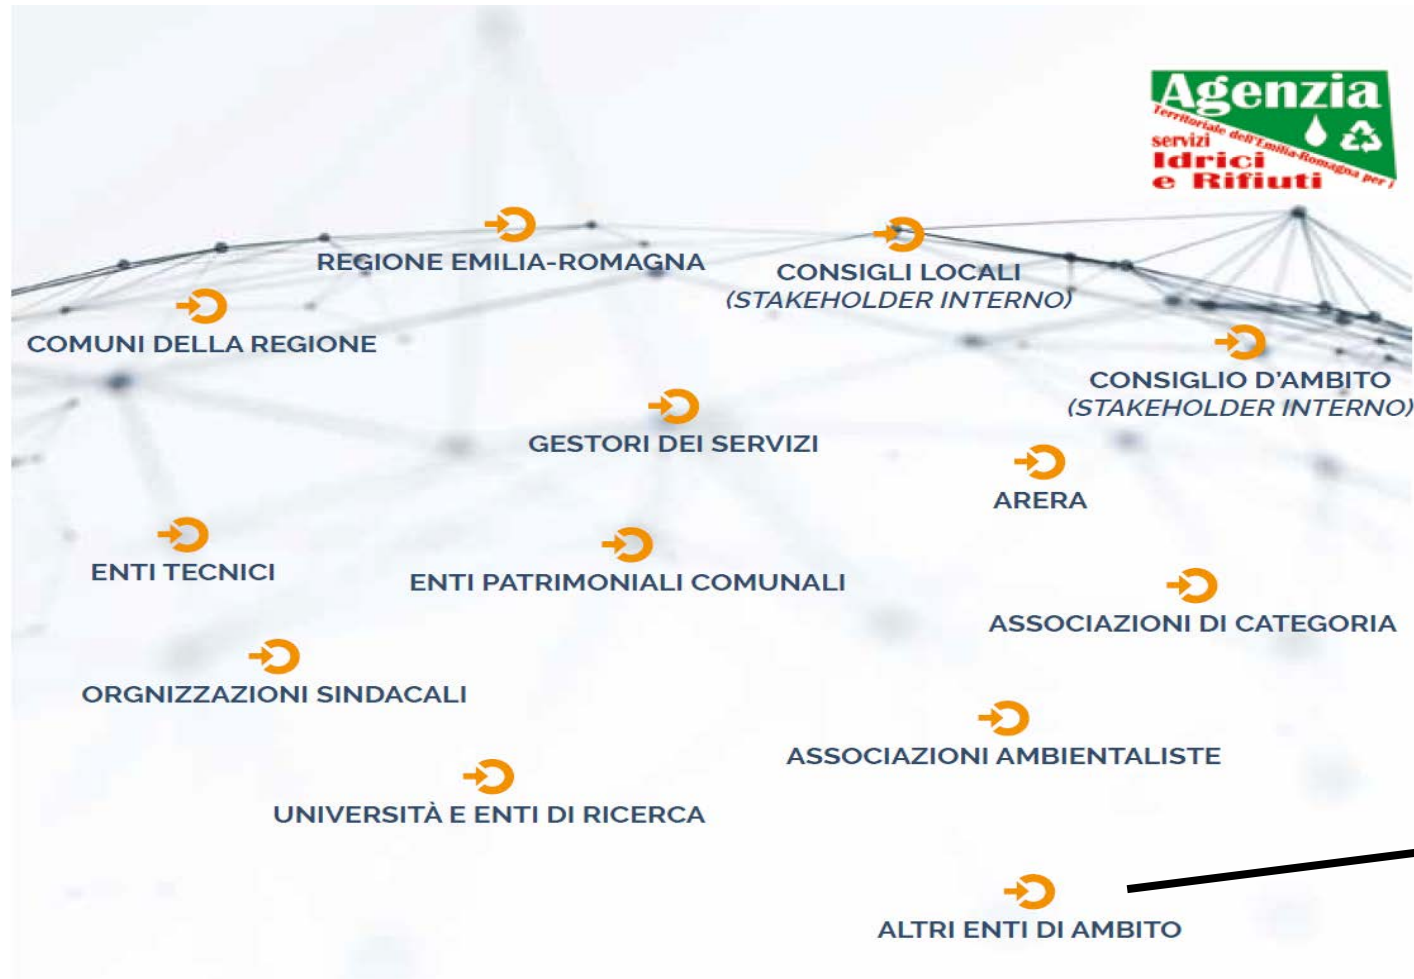 Agenzia
Territoriale dell'Emilia-Romagna per i
servizi
Idrici
e Rifiuti
REGIONE EMILIA-ROMAGNA
CONSIGLI LOCALI
(STAKEHOLDER INTERNO)
COMUNI DELLA REGIONE
CONSIGLIO D'AMBITO
(STAKEHOLDER INTERNO)
GESTORI DEI SERVIZI
ARERA
ENTI TECNICI
ENTI PATRIMONIALI COMUNALI
ASSOCIAZIONI DI CATEGORIA
ORGNIZZAZIONI SINDACALI
ASSOCIAZIONI AMBIENTALISTE
UNIVERSITÀ E ENTI DI RICERCA
ALTRI ENTI DI AMBITO